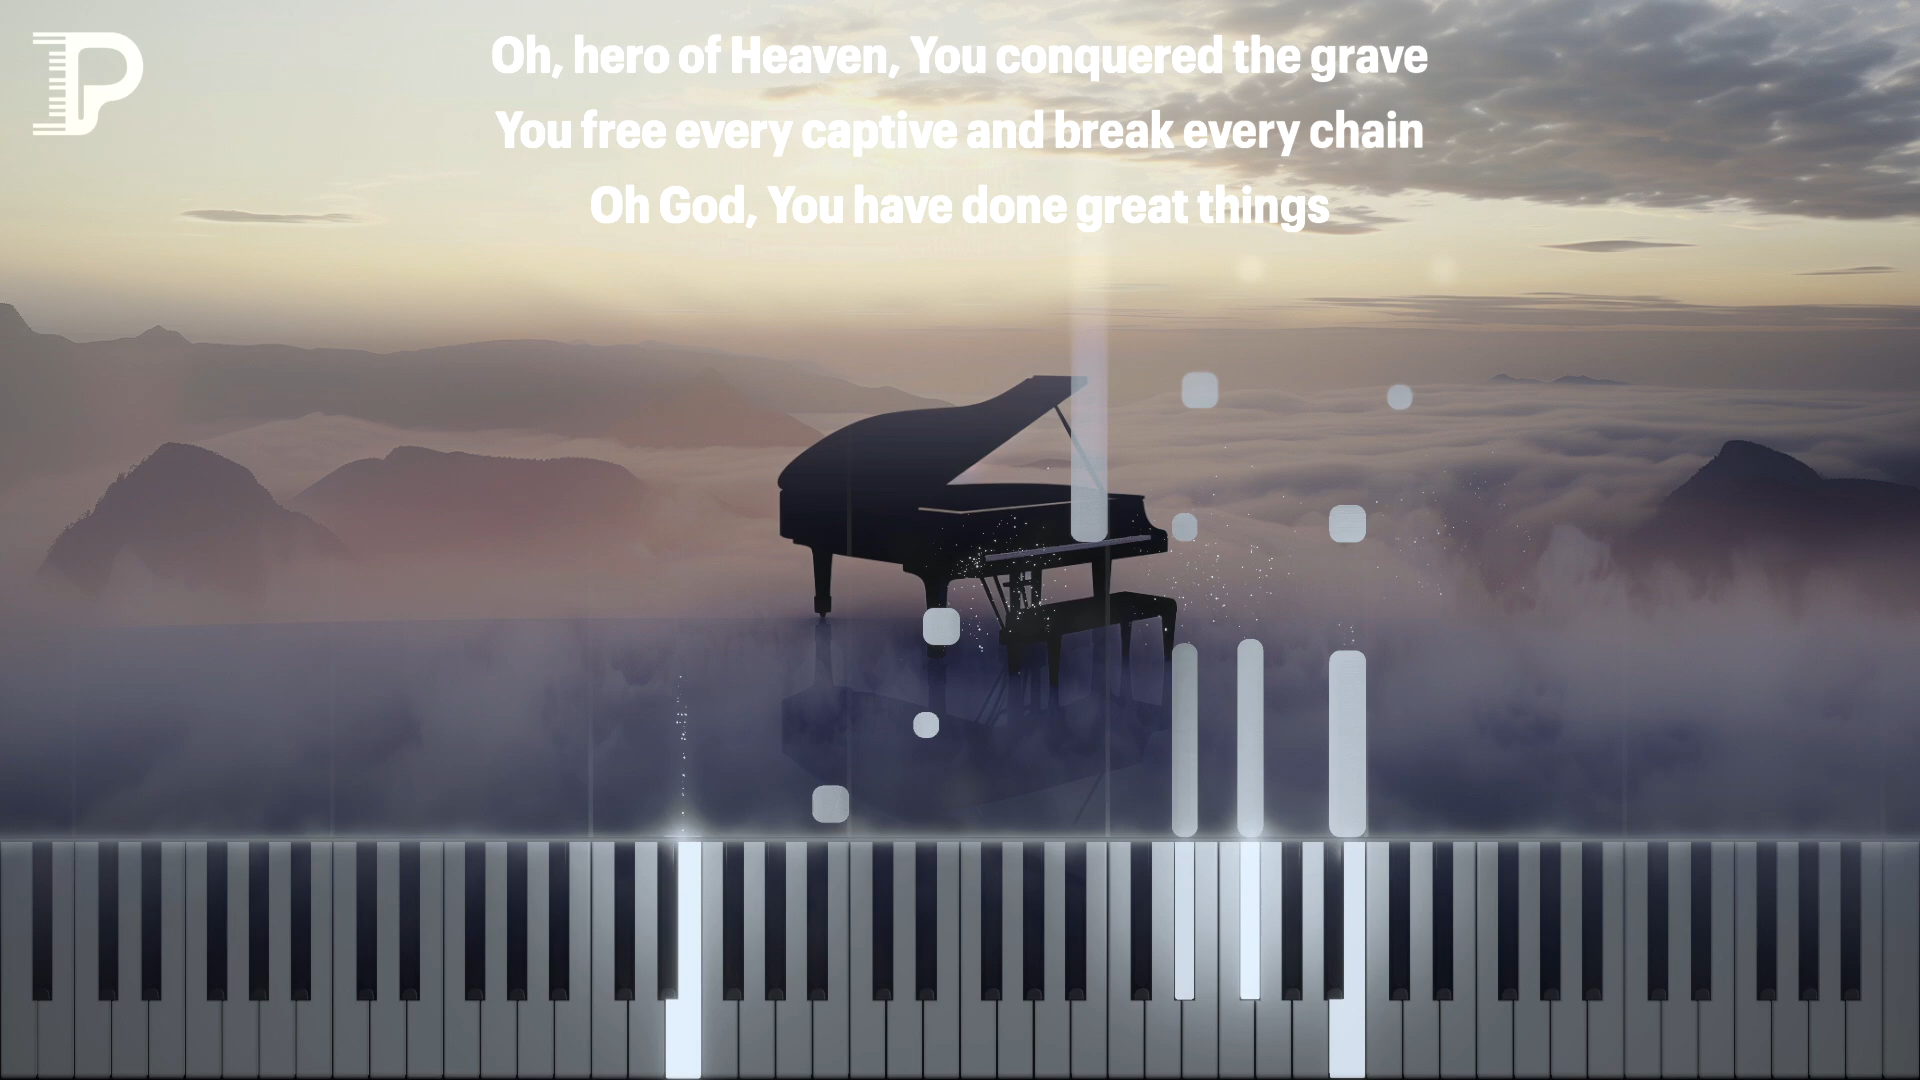 Oh, hero of Heaven, You conquered the grave
You free every captive and break every chain
Oh God, You have done great things